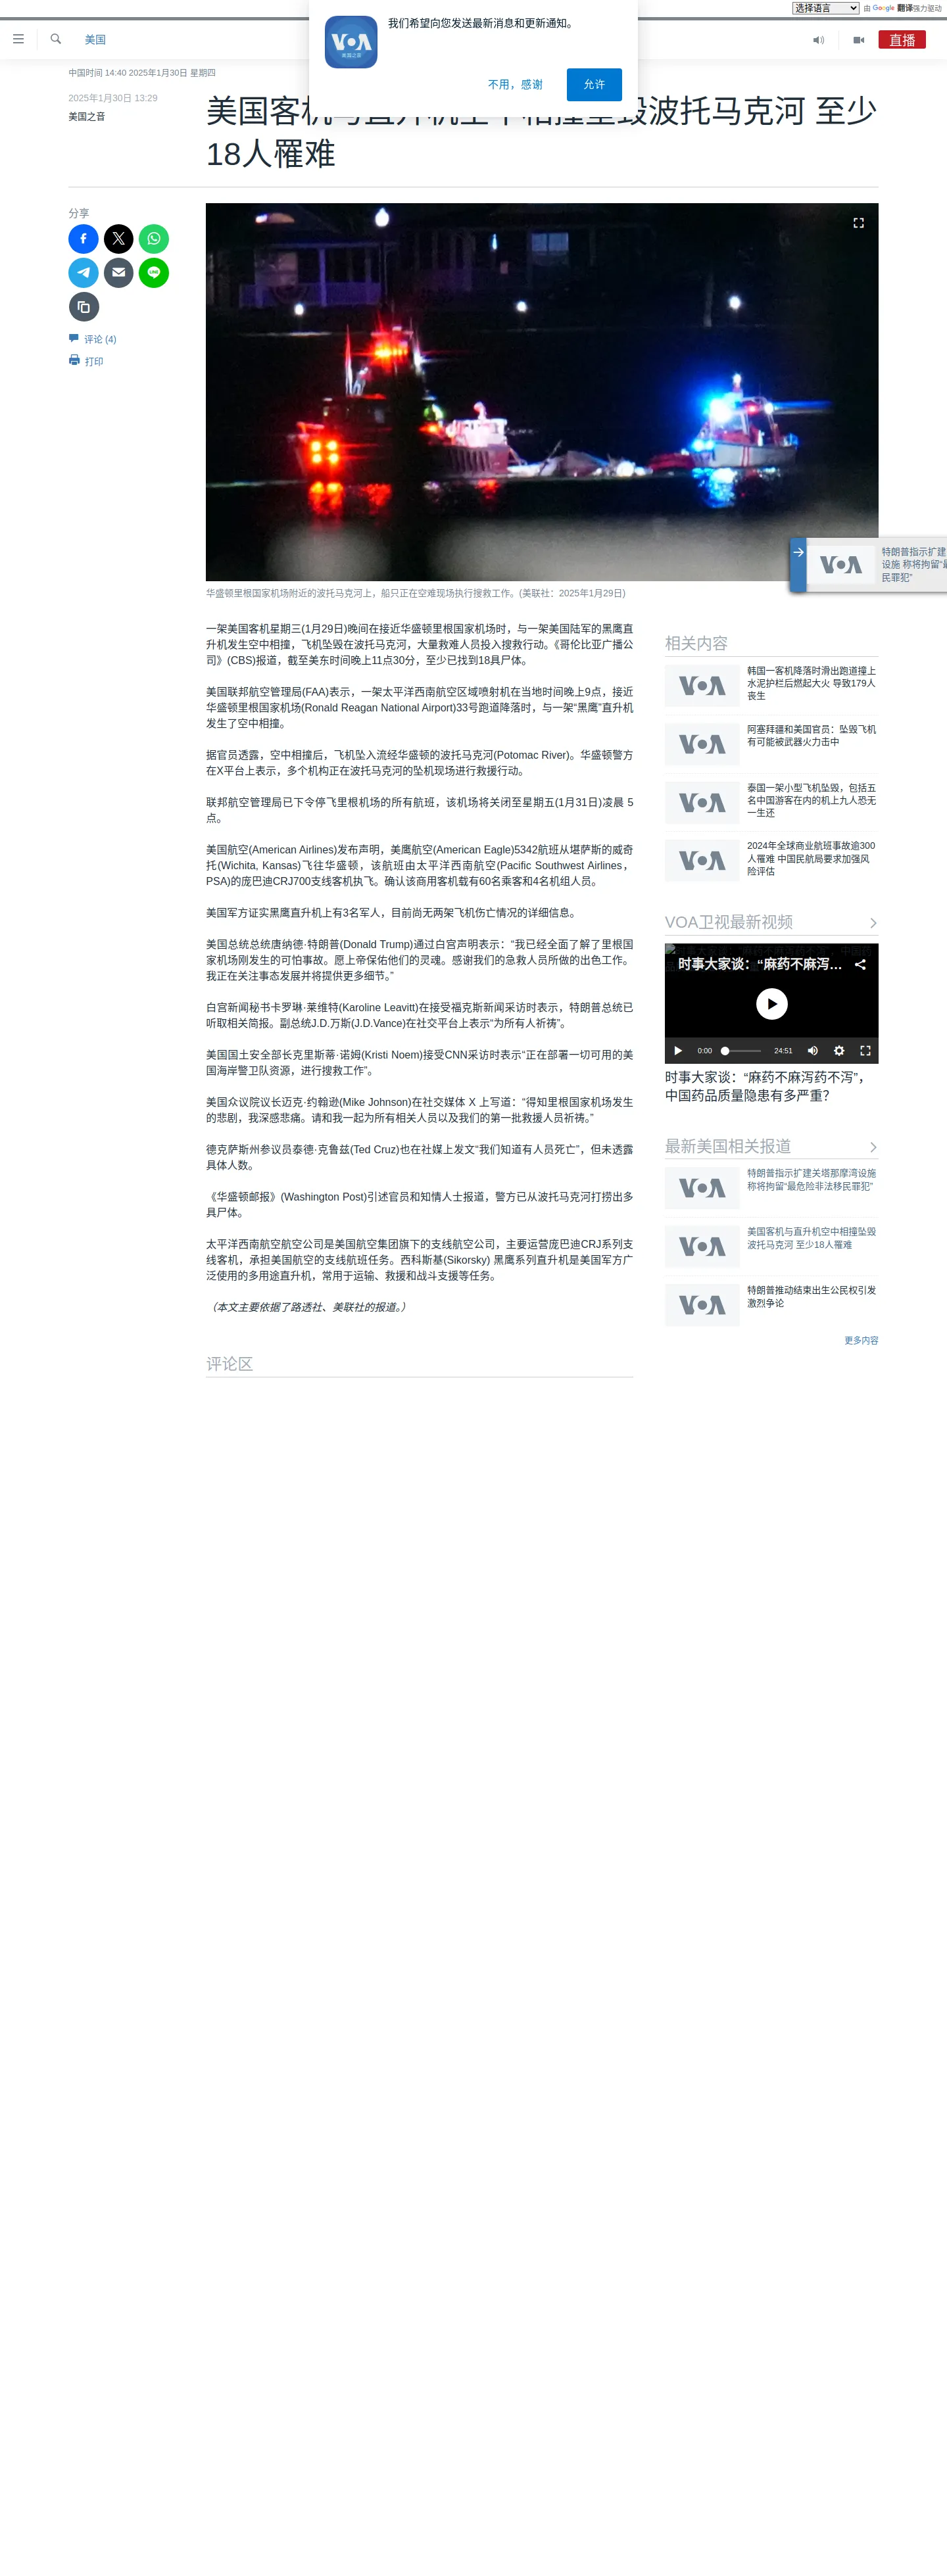 选择语言
由 Google 翻译强力驱动
我们希望向您发送最新消息和更新通知。
VOA
美国之音
不用，感谢
允许
美国
直播
中国时间 14:40 2025年1月30日 星期四
2025年1月30日 13:29
美国之音
美国客机与直升机空中相撞坠毁波托马克河 至少
18人罹难
分享
LINE
评论 (4)
打印
华盛顿里根国家机场附近的波托马克河上，船只正在空难现场执行搜救工作。(美联社：2025年1月29日)
VOA
特朗普指示扩建
设施 称将拘留“最
民罪犯”
一架美国客机星期三(1月29日)晚间在接近华盛顿里根国家机场时，与一架美国陆军的黑鹰直
升机发生空中相撞，飞机坠毁在波托马克河，大量救难人员投入搜救行动。《哥伦比亚广播公
司》(CBS)报道，截至美东时间晚上11点30分，至少已找到18具尸体。
美国联邦航空管理局(FAA)表示，一架太平洋西南航空区域喷射机在当地时间晚上9点，接近
华盛顿里根国家机场(Ronald Reagan National Airport)33号跑道降落时，与一架“黑鹰”直升机
发生了空中相撞。
据官员透露，空中相撞后，飞机坠入流经华盛顿的波托马克河(Potomac River)。华盛顿警方
在X平台上表示，多个机构正在波托马克河的坠机现场进行救援行动。
联邦航空管理局已下令停飞里根机场的所有航班，该机场将关闭至星期五(1月31日)凌晨 5
点。
美国航空(American Airlines)发布声明，美鹰航空(American Eagle)5342航班从堪萨斯的威奇
托(Wichita, Kansas)飞往华盛顿，该航班由太平洋西南航空(Pacific Southwest Airlines，
PSA)的庞巴迪CRJ700支线客机执飞。确认该商用客机载有60名乘客和4名机组人员。
美国军方证实黑鹰直升机上有3名军人，目前尚无两架飞机伤亡情况的详细信息。
美国总统总统唐纳德·特朗普(Donald Trump)通过白宫声明表示：“我已经全面了解了里根国
家机场刚发生的可怕事故。愿上帝保佑他们的灵魂。感谢我们的急救人员所做的出色工作。
我正在关注事态发展并将提供更多细节。”
白宫新闻秘书卡罗琳·莱维特(Karoline Leavitt)在接受福克斯新闻采访时表示，特朗普总统已
听取相关简报。副总统J.D.万斯(J.D.Vance)在社交平台上表示“为所有人祈祷”。
美国国土安全部长克里斯蒂·诺姆(Kristi Noem)接受CNN采访时表示“正在部署一切可用的美
国海岸警卫队资源，进行搜救工作”。
美国众议院议长迈克·约翰逊(Mike Johnson)在社交媒体 X 上写道：“得知里根国家机场发生
的悲剧，我深感悲痛。请和我一起为所有相关人员以及我们的第一批救援人员祈祷。”
德克萨斯州参议员泰德·克鲁兹(Ted Cruz)也在社媒上发文“我们知道有人员死亡”，但未透露
具体人数。
《华盛顿邮报》(Washington Post)引述官员和知情人士报道，警方已从波托马克河打捞出多
具尸体。
太平洋西南航空航空公司是美国航空集团旗下的支线航空公司，主要运营庞巴迪CRJ系列支
线客机，承担美国航空的支线航班任务。西科斯基(Sikorsky) 黑鹰系列直升机是美国军方广
泛使用的多用途直升机，常用于运输、救援和战斗支援等任务。
（本文主要依据了路透社、美联社的报道。）
评论区
相关内容
VOA
韩国一客机降落时滑出跑道撞上
水泥护栏后燃起大火 导致179人
丧生
VOA
阿塞拜疆和美国官员：坠毁飞机
有可能被武器火力击中
VOA
泰国一架小型飞机坠毁，包括五
名中国游客在内的机上九人恐无
一生还
VOA
2024年全球商业航班事故逾300
人罹难 中国民航局要求加强风
险评估
VOA卫视最新视频
时事大家谈：“麻药不麻泻…
0:00
24:51
时事大家谈：“麻药不麻泻药不泻”，
中国药品质量隐患有多严重？
最新美国相关报道
VOA
特朗普指示扩建关塔那摩湾设施
称将拘留“最危险非法移民罪犯”
VOA
美国客机与直升机空中相撞坠毁
波托马克河 至少18人罹难
VOA
特朗普推动结束出生公民权引发
激烈争论
更多内容